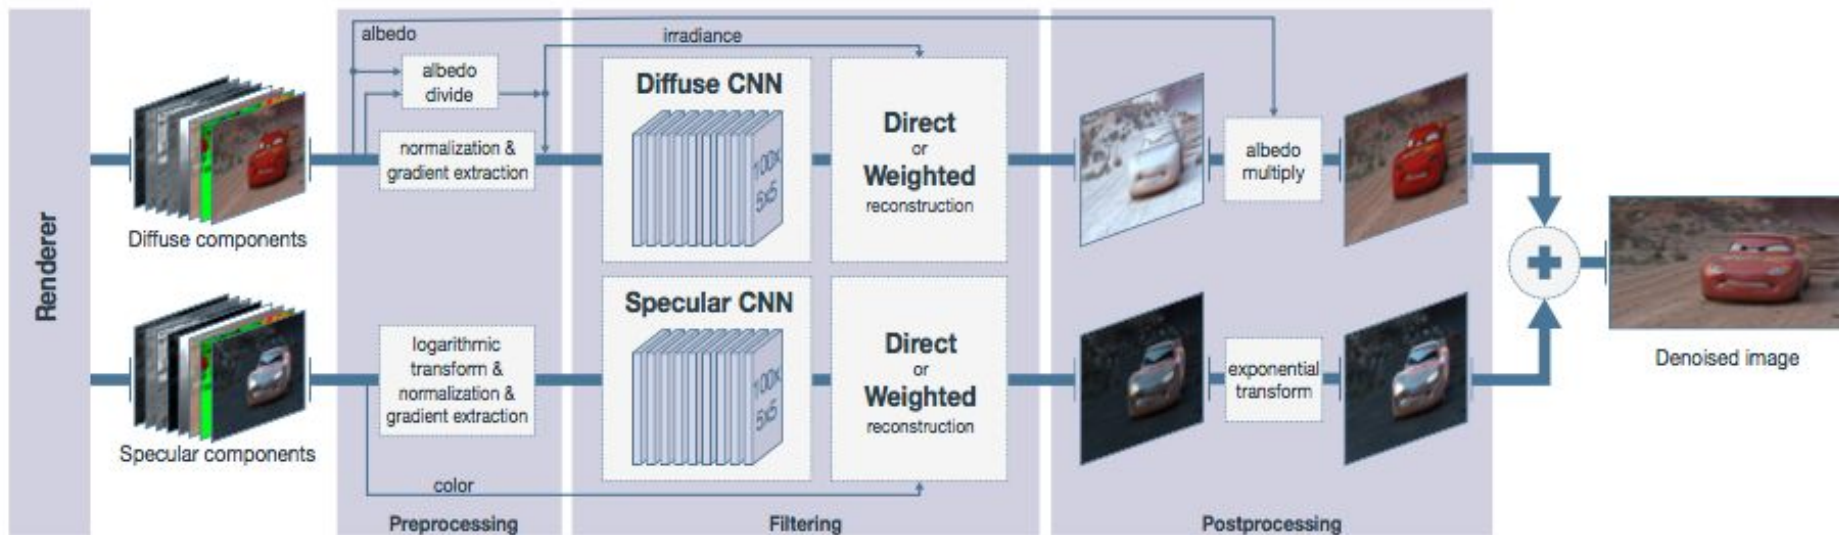 Renderer
Diffuse components
Specular components
albedo
albedo
divide
normalization &
gradient extraction
logarithmic
transform &
normalization &
gradient extraction
color
Preprocessing
irradiance
Diffuse CNN
100x
5x5
Direct
or
Weighted
reconstruction
Specular CNN
100x
5x5
Direct
or
Weighted
reconstruction
Filtering
albedo
multiply
exponential
transform
Postprocessing
+
Denoised image